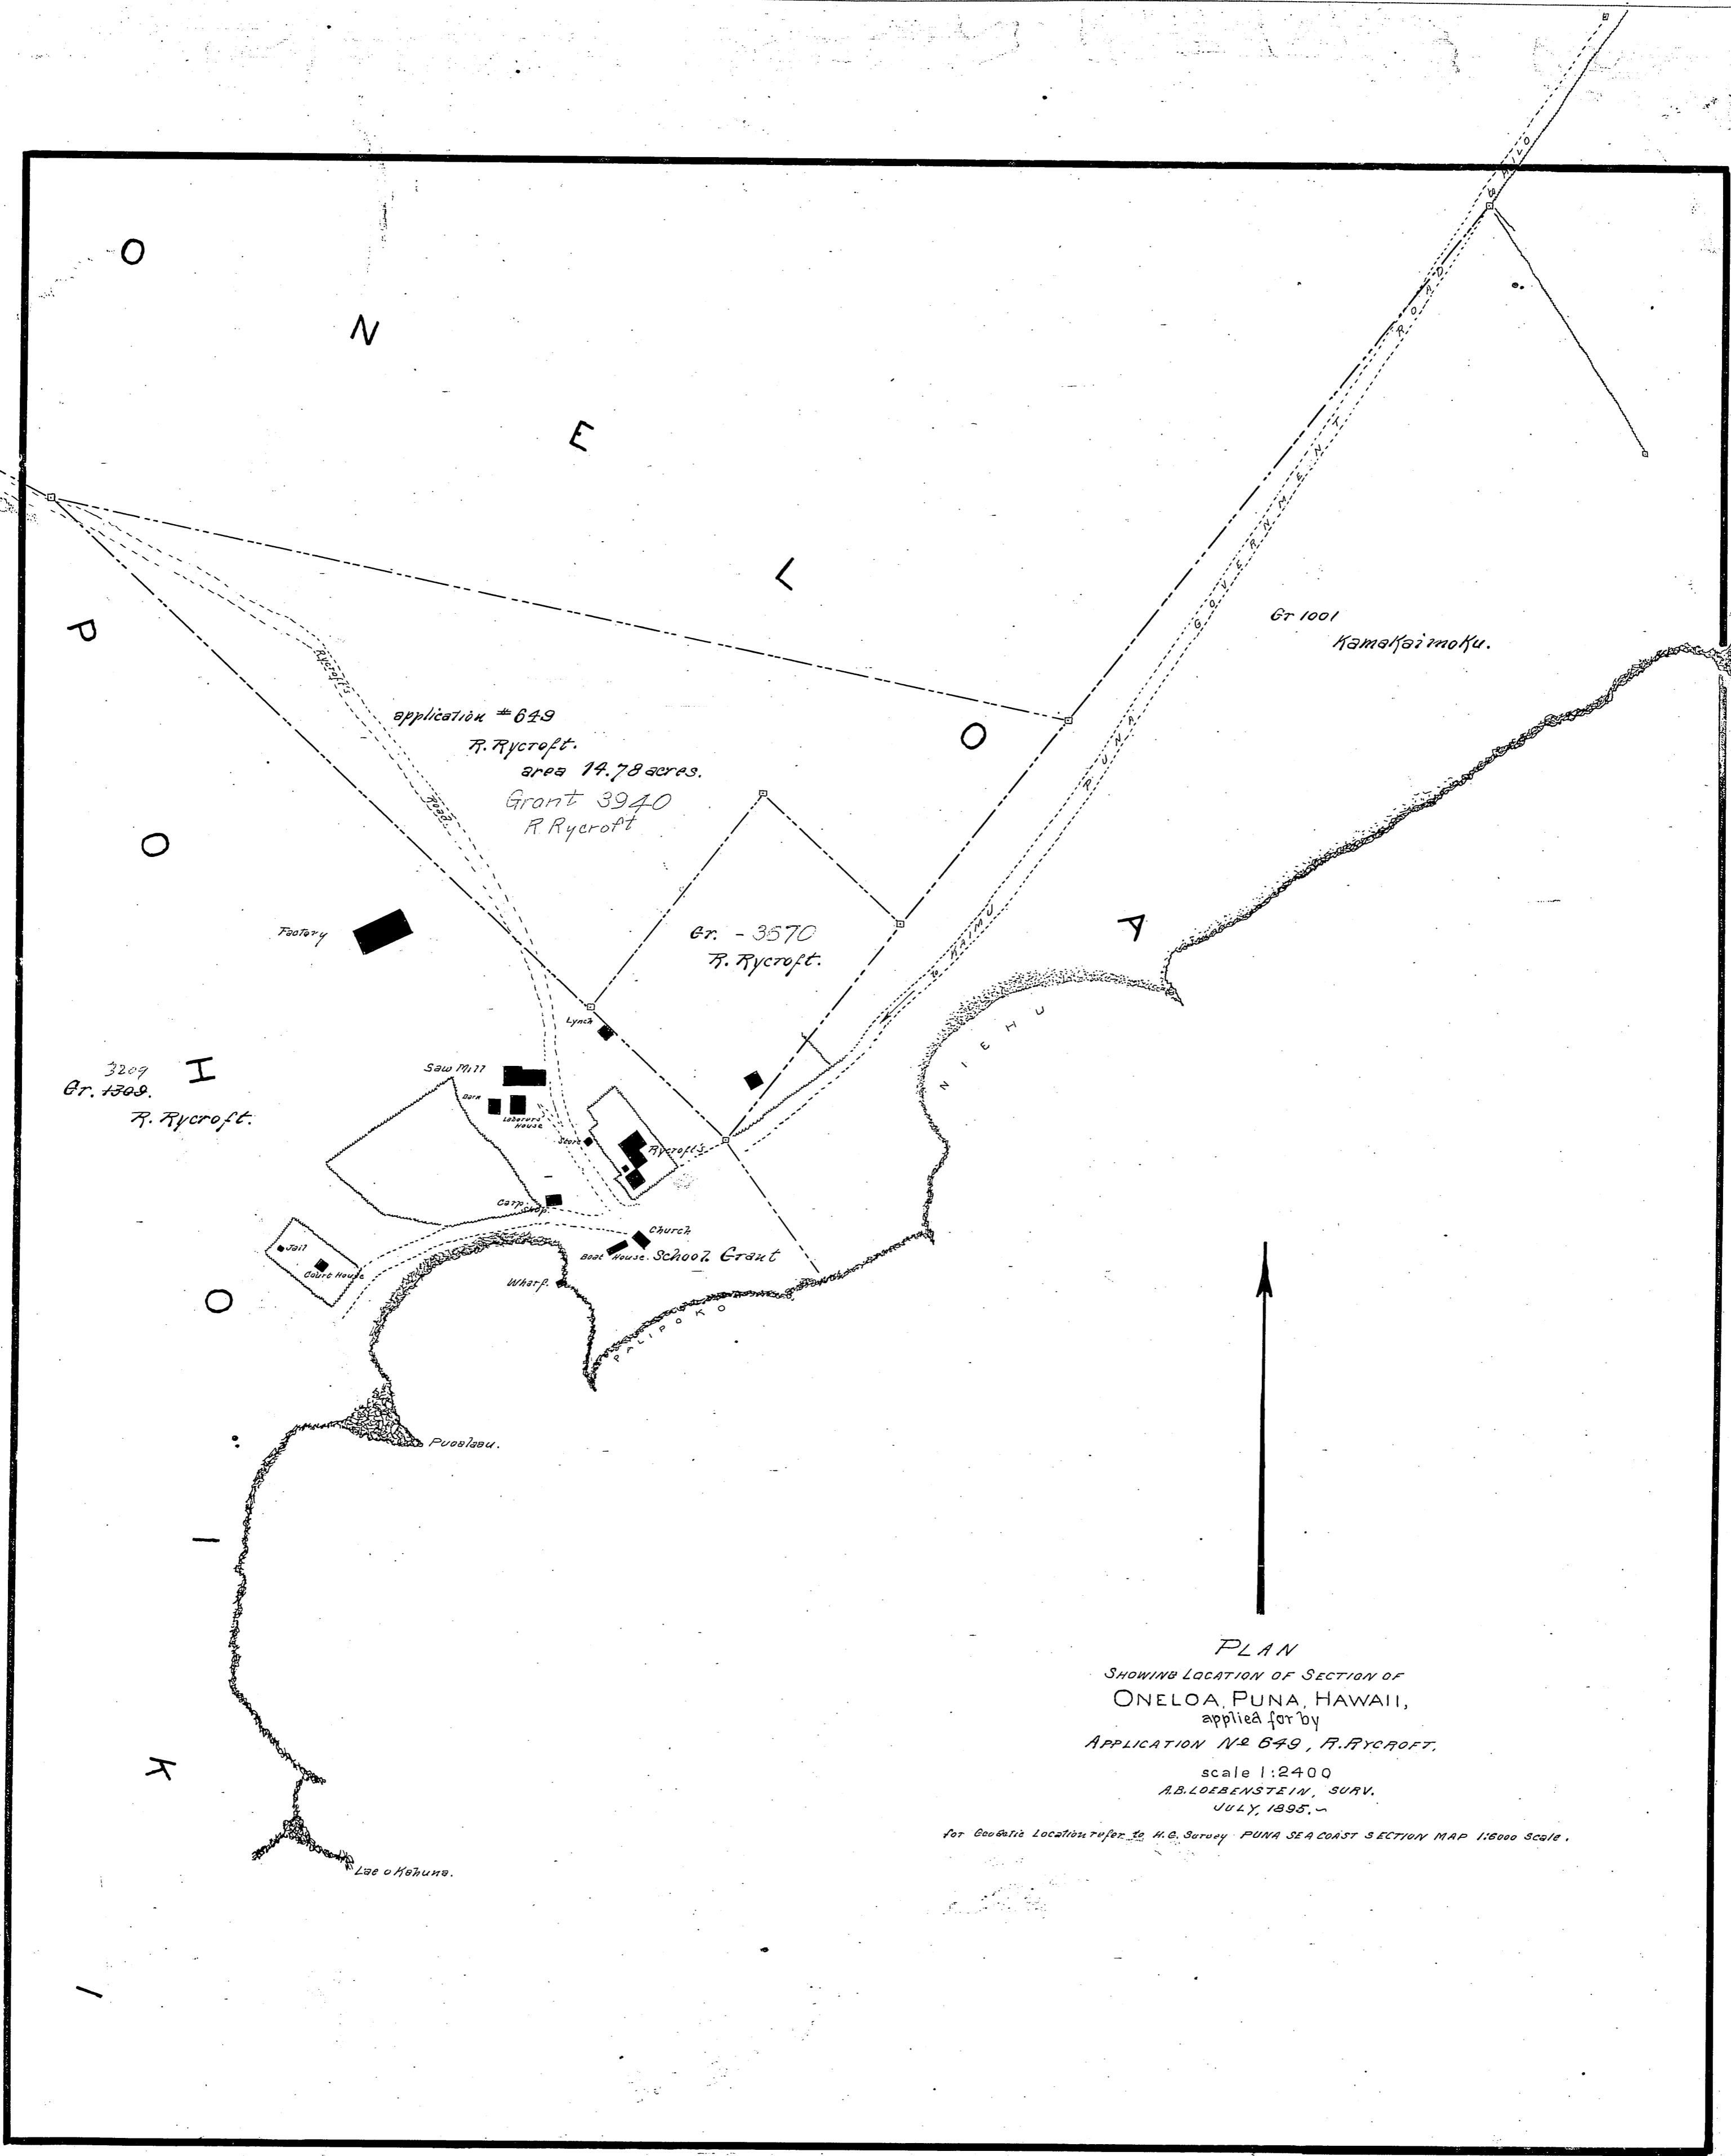 O N E L O A
P O H O I K I
PUNA GOVERNMENT ROAD
to HILO
to KAIMU
Gr 1001
Kamakaimoku.
Rycroft's
Road.
application #649
R. Rycroft.
area 14.78 acres.
Grant 3940
R Rycroft
Gr. - 3570
R. Rycroft.
Factory
Lynch
Saw Mill
Barn
Laborers'
House
Store
Rycroft's
3209
Gr. 1309.
R. Rycroft.
Carp.
Shop.
Jail
Court House
Church
Boat House.
School Grant
Wharf.
NIEHU
PALIPOKO
Puoalaau.
Lae o Kahuna.
PLAN
SHOWING LOCATION OF SECTION OF
ONELOA, PUNA, HAWAII,
applied for by
APPLICATION No 649, R. RYCROFT.
scale 1:2400
A.B. LOEBENSTEIN, SURV.
JULY, 1895.
for Geodetic Location refer to H.G. Survey PUNA SEA COAST SECTION MAP 1:6000 Scale.